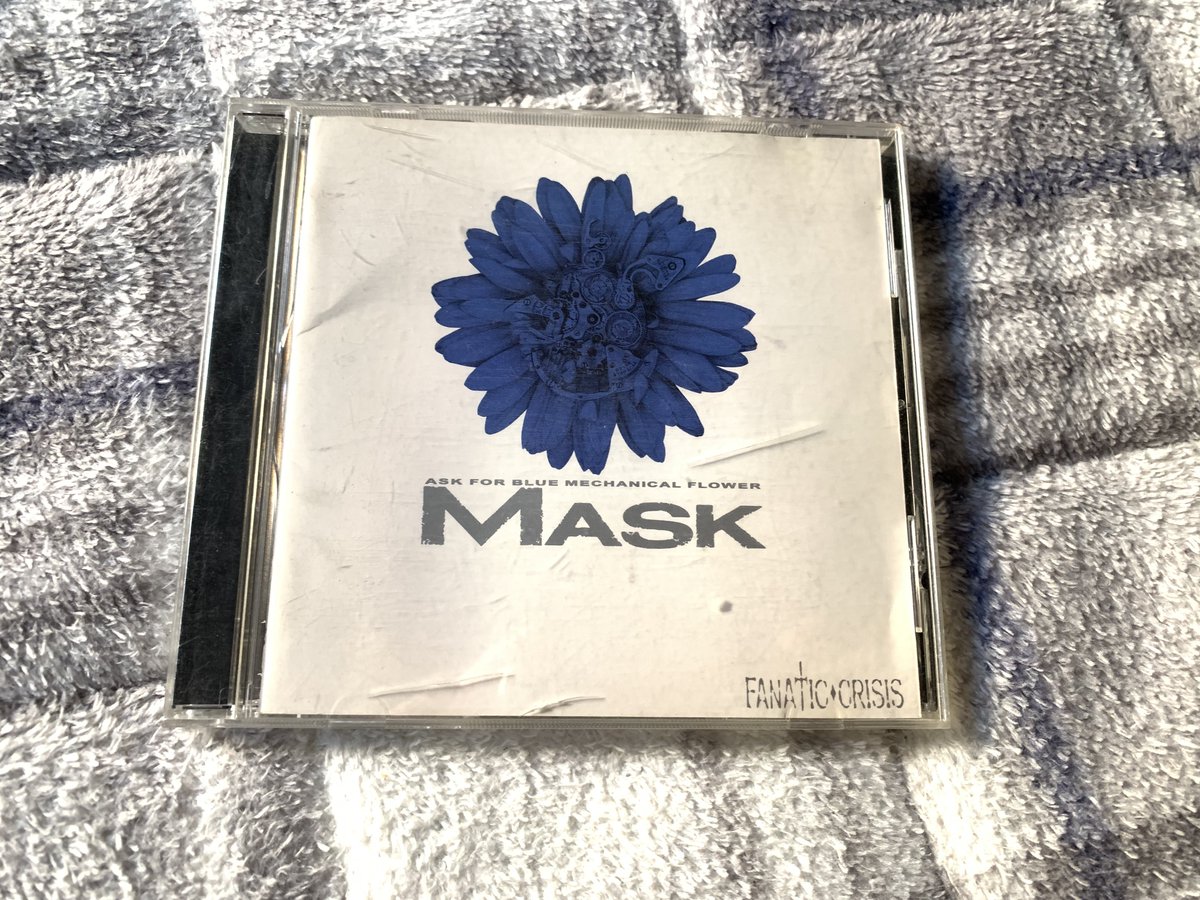 ASK FOR BLUE MECHANICAL FLOWER
MASK
FANATIC◆CRISIS